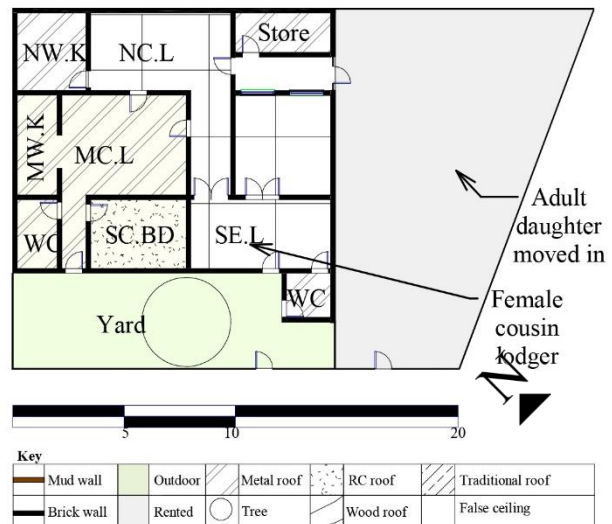 NW.K
NC.L
Store
MW.K
MC.L
WC
SC.BD
SE.L
Adult
daughter
moved in
WC
Yard
Female
cousin
lodger
N
5
10
20
Key
Mud wall
Outdoor
Metal roof
RC roof
Traditional roof
Brick wall
Rented
Tree
Wood roof
False ceiling